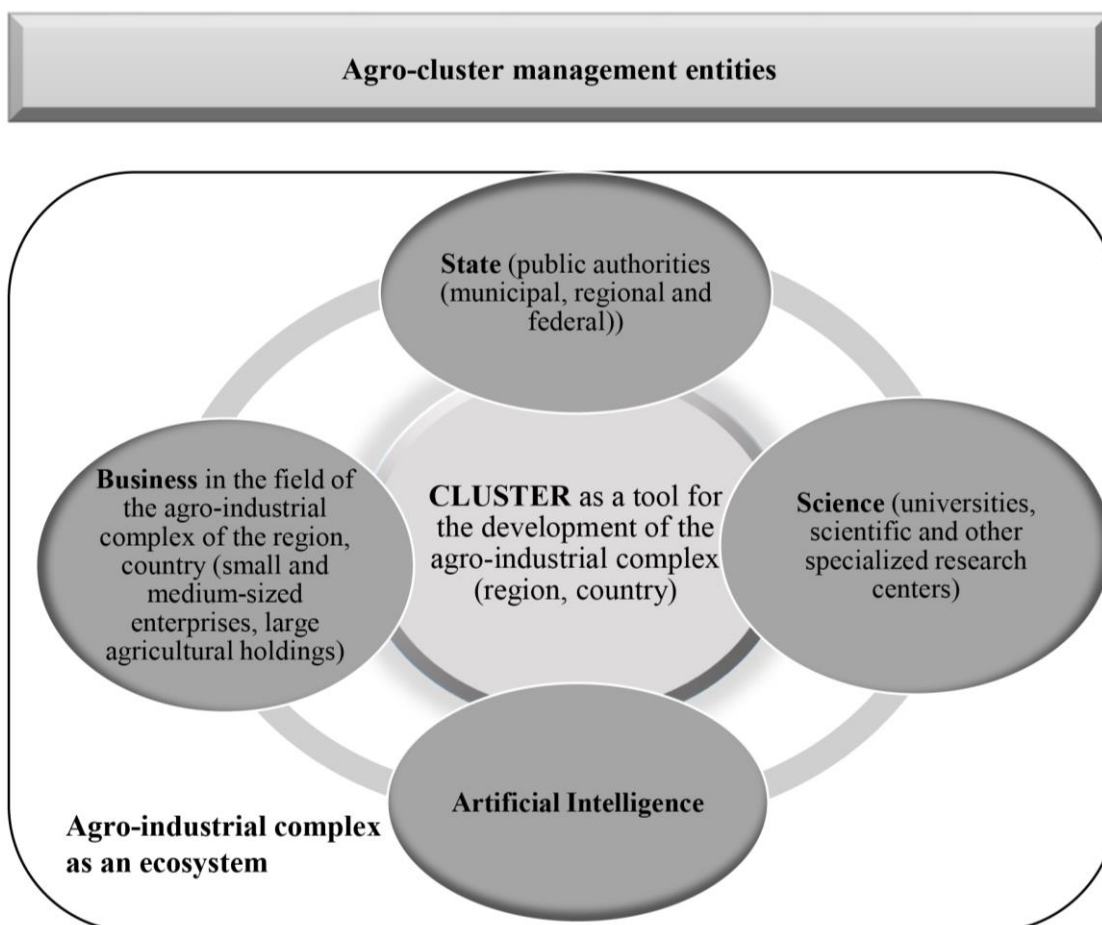 Agro-cluster management entities
State (public authorities
(municipal, regional and
federal))
Business in the field of
the agro-industrial
complex of the region,
country (small and
medium-sized
enterprises, large
agricultural holdings)
CLUSTER as a tool for
the development of the
agro-industrial complex
(region, country)
Science (universities,
scientific and other
specialized research
centers)
Artificial Intelligence
Agro-industrial complex
as an ecosystem